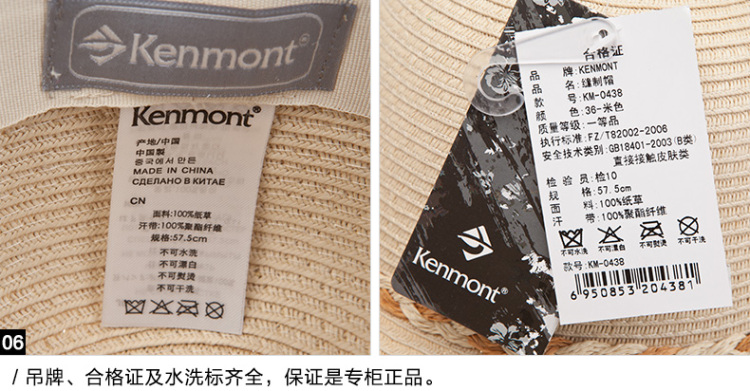 Kenmont®
Kenmont®
产地/中国
中国製
중국에서만든
MADE IN CHINA
СДЕЛАНО В КИТАЕ
CN
面料:100%纸草
汗带:100%聚酯纤维
规格:57.5cm
不可水洗
不可漂白
不可熨烫
不可干洗
06
合格证
品 牌:KENMONT
品 名:缝制帽
款 号:KM-0438
颜 色:36-米色
质量等级:一等品
执行标准:FZ/T82002-2006
安全技术类别:GB18401-2003(B类)
直接接触皮肤类
检 验 员:检10
规 格:57.5cm
面 料:100%纸草
汗 带:100%聚酯纤维
不可水洗 不可漂白 不可熨烫 不可干洗
款号:KM-0438
6 950853 204381
Kenmont®
/ 吊牌、合格证及水洗标齐全，保证是专柜正品。